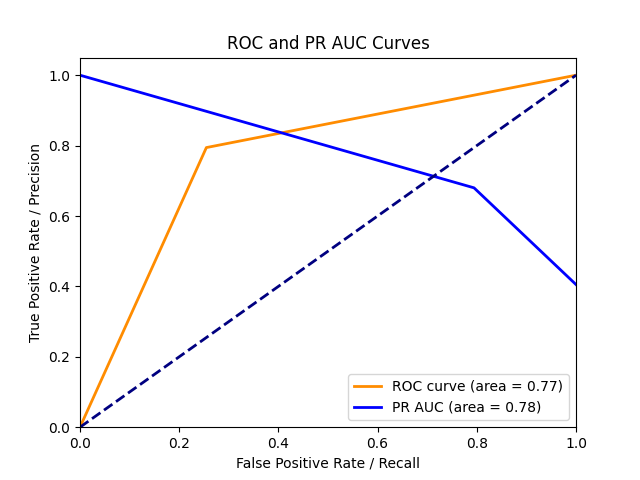 ROC and PR AUC Curves
True Positive Rate / Precision
1.0
0.8
0.6
0.4
0.2
0.0
0.0 0.2 0.4 0.6 0.8 1.0
False Positive Rate / Recall
ROC curve (area = 0.77)
PR AUC (area = 0.78)